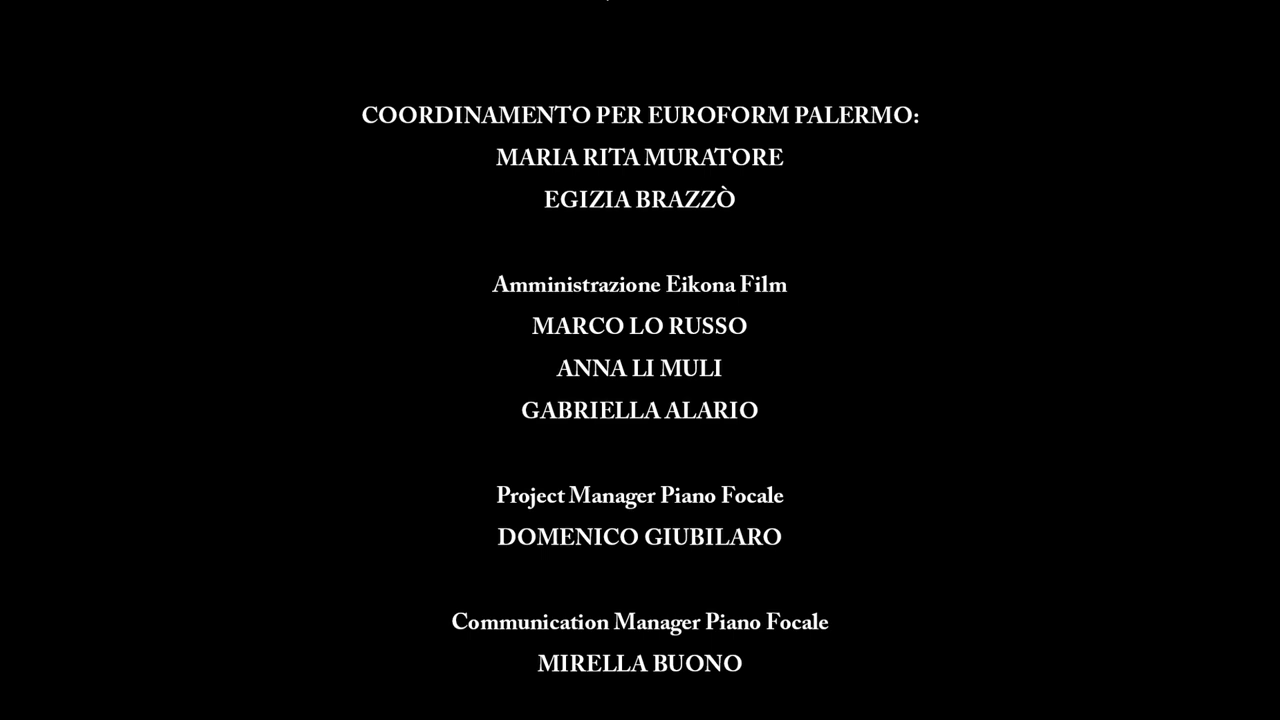 COORDINAMENTO PER EUROFORM PALERMO:
MARIA RITA MURATORE
EGIZIA BRAZZÒ
Amministrazione Eikona Film
MARCO LO RUSSO
ANNA LI MULI
GABRIELLA ALARIO
Project Manager Piano Focale
DOMENICO GIUBILARO
Communication Manager Piano Focale
MIRELLA BUONO